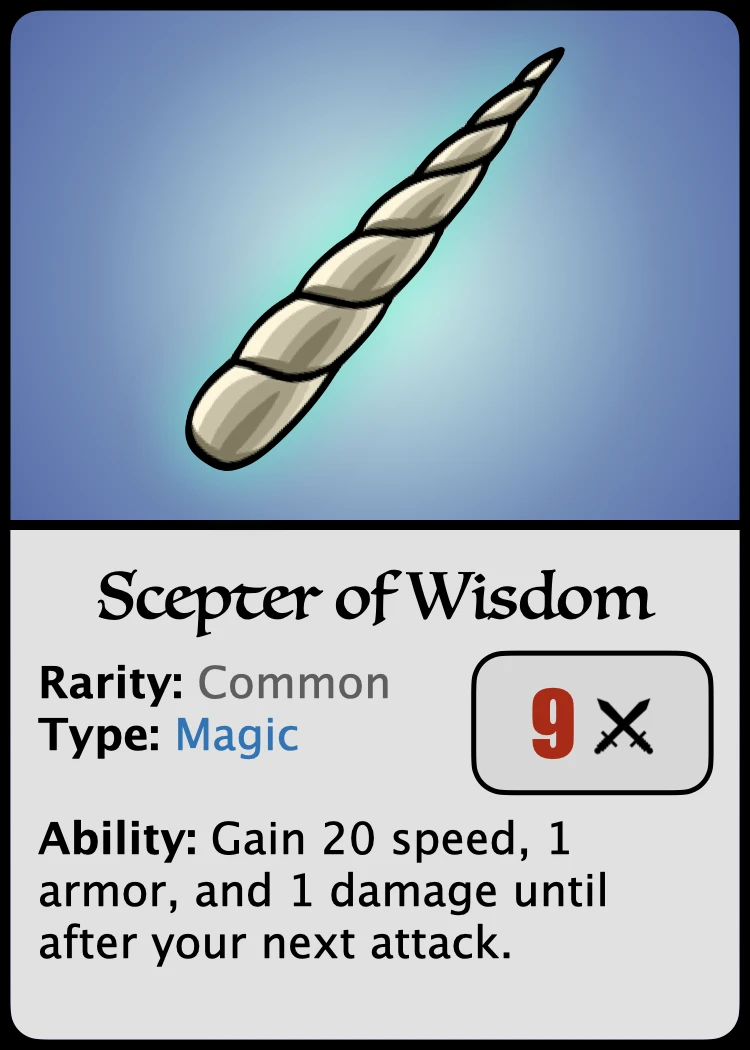 Scepter of Wisdom
Rarity: Common
Type: Magic
9
Ability: Gain 20 speed, 1
armor, and 1 damage until
after your next attack.